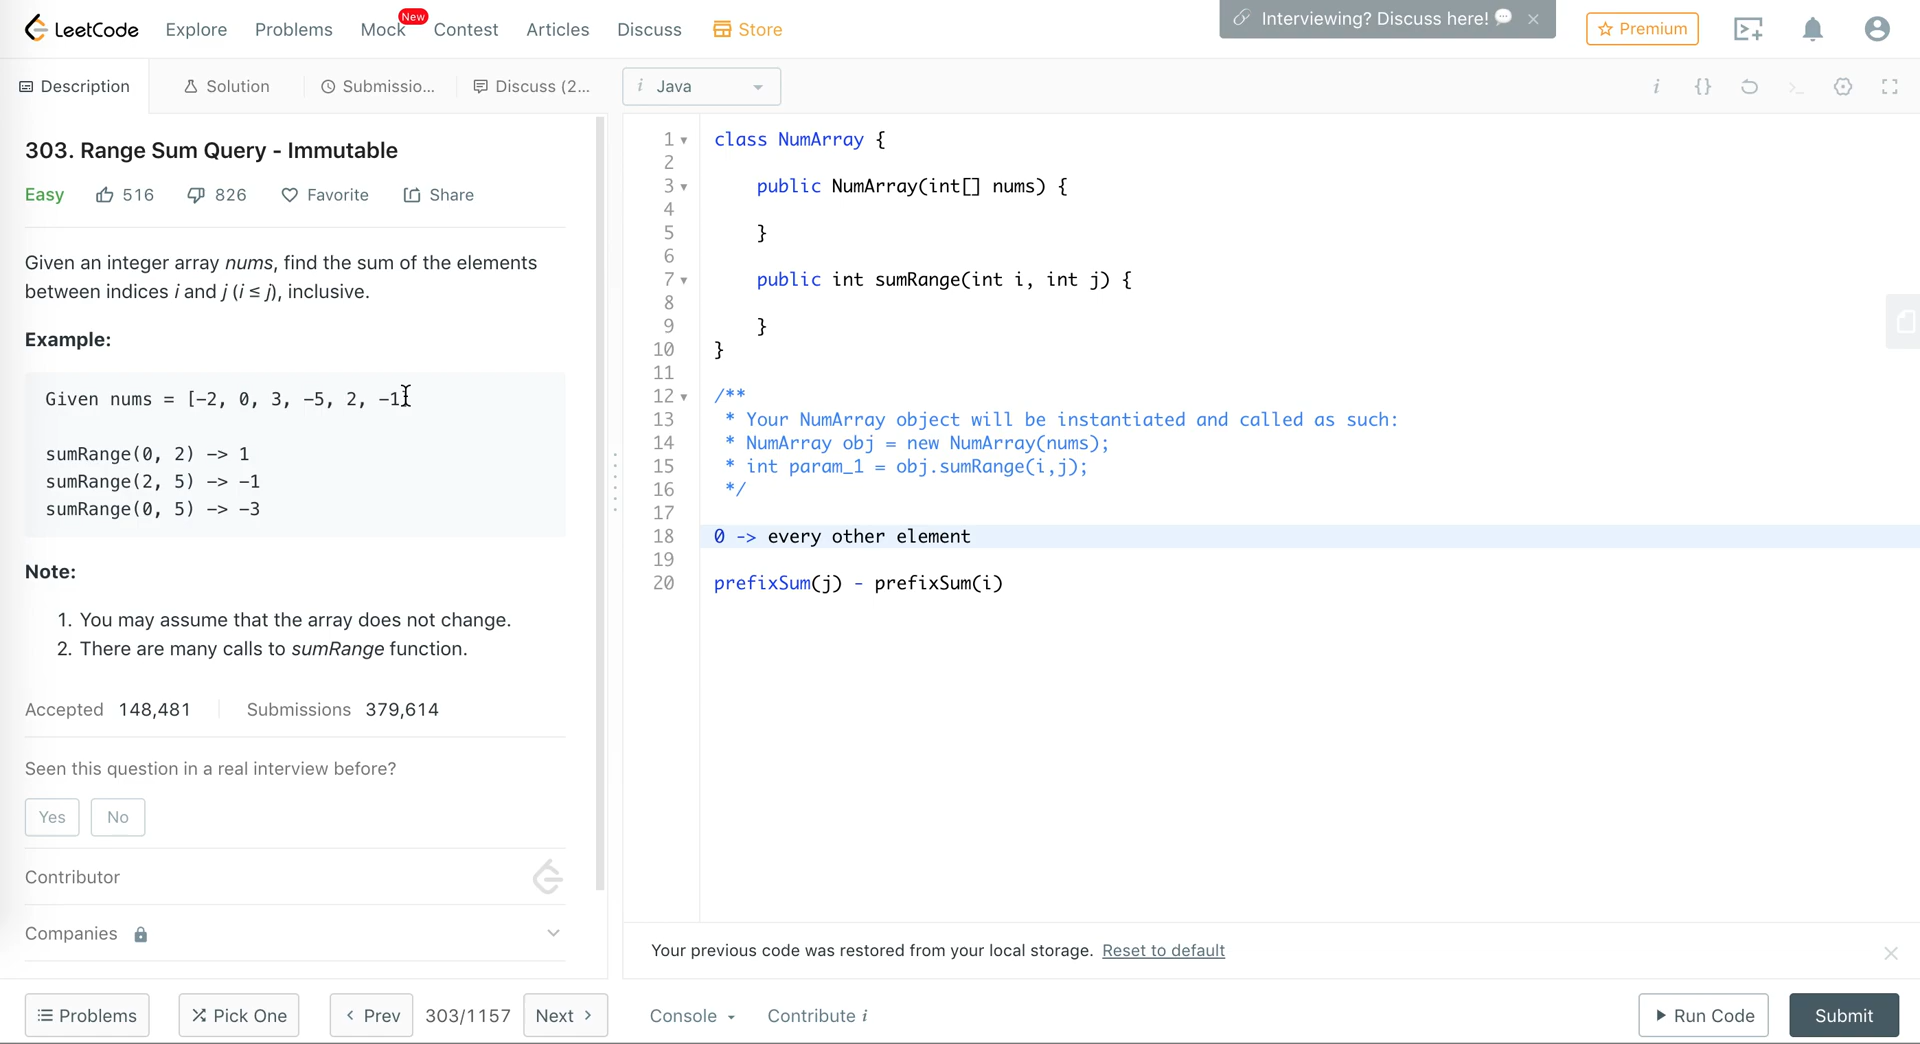 LeetCode Explore Problems Mock New Contest Articles Discuss Store
Interviewing? Discuss here! 💬 ×
Premium
Description Solution Submissio... Discuss (2...
i Java
303. Range Sum Query - Immutable
Easy 516 826 Favorite Share
Given an integer array nums, find the sum of the elements
between indices i and j (i ≤ j), inclusive.
Example:
Given nums = [-2, 0, 3, -5, 2, -1]
sumRange(0, 2) -> 1
sumRange(2, 5) -> -1
sumRange(0, 5) -> -3
Note:
1. You may assume that the array does not change.
2. There are many calls to sumRange function.
Accepted 148,481 Submissions 379,614
Seen this question in a real interview before?
Yes No
Contributor
Companies
Problems Pick One Prev 303/1157 Next
i {} >_
1 class NumArray {
2
3 public NumArray(int[] nums) {
4
5 }
6
7 public int sumRange(int i, int j) {
8
9 }
10 }
11
12 /**
13 * Your NumArray object will be instantiated and called as such:
14 * NumArray obj = new NumArray(nums);
15 * int param_1 = obj.sumRange(i,j);
16 */
17
18 0 -> every other element
19
20 prefixSum(j) - prefixSum(i)
Your previous code was restored from your local storage. Reset to default
Console Contribute i
Run Code Submit